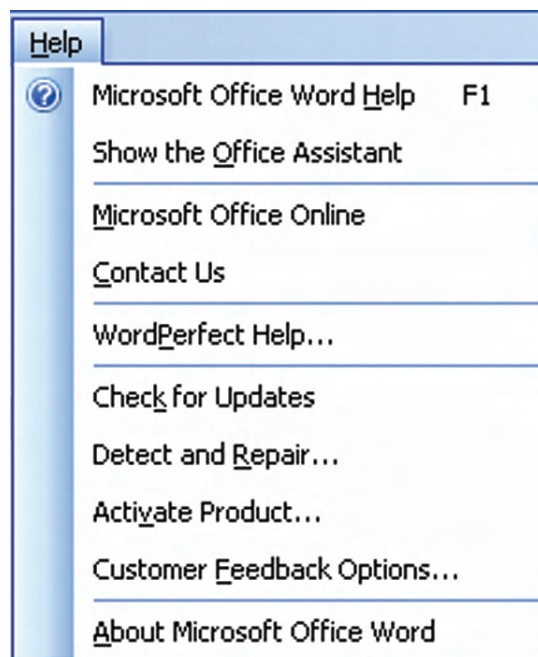 Help
Microsoft Office Word Help F1
Show the Office Assistant
Microsoft Office Online
Contact Us
WordPerfect Help...
Check for Updates
Detect and Repair...
Activate Product...
Customer Feedback Options...
About Microsoft Office Word